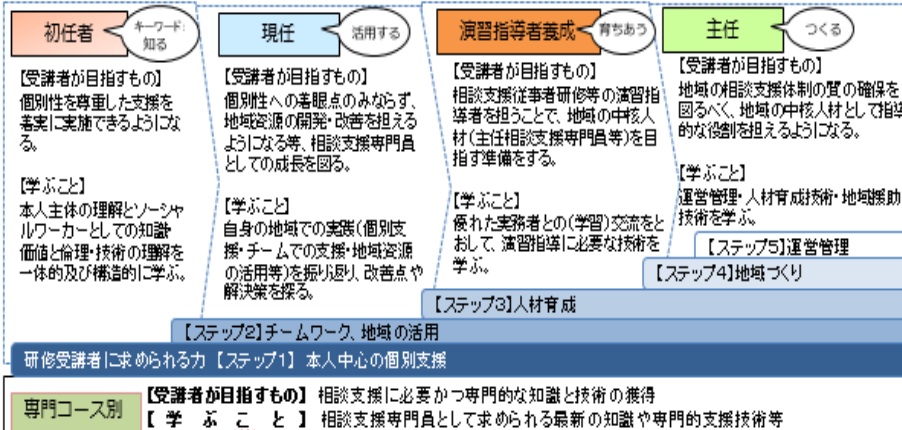 初任者
キーワード:
知る
【受講者が目指すもの】
個別性を尊重した支援を
着実に実施できるようにな
る。
【学ぶこと】
本人主体の理解とソーシャ
ルワーカーとしての知識・
価値と倫理・技術の理解を
一体的及び構造的に学ぶ。
現任
活用する
【受講者が目指すもの】
個別性への着眼点のみならず、
地域資源の開発・改善を担える
ようになる等、相談支援専門員
としての成長を図る。
【学ぶこと】
自身の地域での実践(個別支
援・チームでの支援・地域資源
の活用等)を振り返り、改善点や
解決策を探る。
演習指導者養成
育ちあう
【受講者が目指すもの】
相談支援従事者研修等の演習指
導者を担うことで、地域の中核人
材(主任相談支援専門員等)を目
指す準備をする。
【学ぶこと】
優れた実務者との(学習)交流をと
おして、演習指導に必要な技術を
学ぶ。
主任
つくる
【受講者が目指すもの】
地域の相談支援体制の質の確保を
図るべく、地域の中核人材として指導
的な役割を担えるようになる。
【学ぶこと】
運営管理・人材育成技術・地域援助
技術を学ぶ。
【ステップ5】運営管理
【ステップ4】地域づくり
【ステップ3】人材育成
【ステップ2】チームワーク、地域の活用
研修受講者に求められる力 【ステップ1】 本人中心の個別支援
専門コース別
【受講者が目指すもの】 相談支援に必要かつ専門的な知識と技術の獲得
【 学 ぶ こ と 】 相談支援専門員として求められる最新の知識や専門的支援技術等